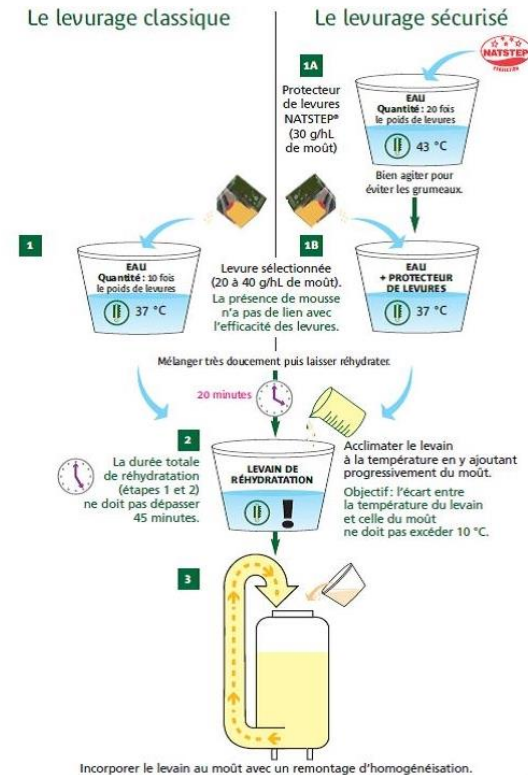 Le levurage classique
Le levurage sécurisé
1A
NATSTEP
Protecteur
de levures
NATSTEP®
(30 g/hL
de moût)
EAU
Quantité : 20 fois
le poids de levures
43 °C
Bien agiter pour
éviter les grumeaux.
1
EAU
Quantité : 10 fois
le poids de levures
37 °C
1B
Levure sélectionnée
(20 à 40 g/hL de moût).
La présence de mousse
n'a pas de lien avec
l'efficacité des levures.
EAU
+ PROTECTEUR
DE LEVURES
37 °C
Mélanger très doucement puis laisser réhydrater.
20 minutes
2
La durée totale
de réhydratation
(étapes 1 et 2)
ne doit pas dépasser
45 minutes.
LEVAIN DE
RÉHYDRATATION
!
Acclimater le levain
à la température en y ajoutant
progressivement du moût.
Objectif : l'écart entre
la température du levain
et celle du moût
ne doit pas excéder 10 °C.
3
Incorporer le levain au moût avec un remontage d'homogénéisation.